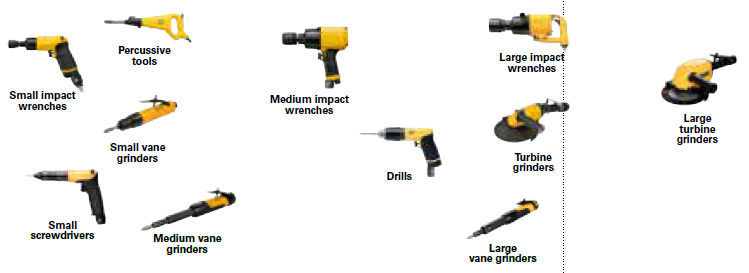 Percussive
tools
Large impact
wrenches
Small impact
wrenches
Medium impact
wrenches
Large
turbine
grinders
Small vane
grinders
Turbine
grinders
Drills
Small
screwdrivers
Medium vane
grinders
Large
vane grinders